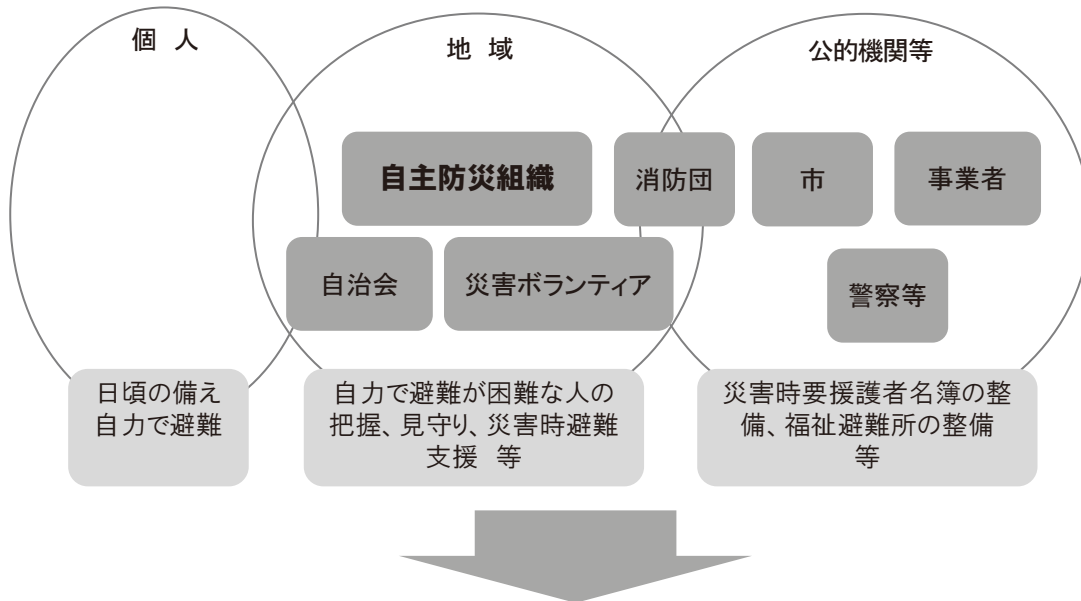 個 人
地 域
公的機関等
自主防災組織
消防団
市
事業者
自治会
災害ボランティア
警察等
日頃の備え
自力で避難
自力で避難が困難な人の
把握、見守り、災害時避難
支援 等
災害時要援護者名簿の整
備、福祉避難所の整備
等